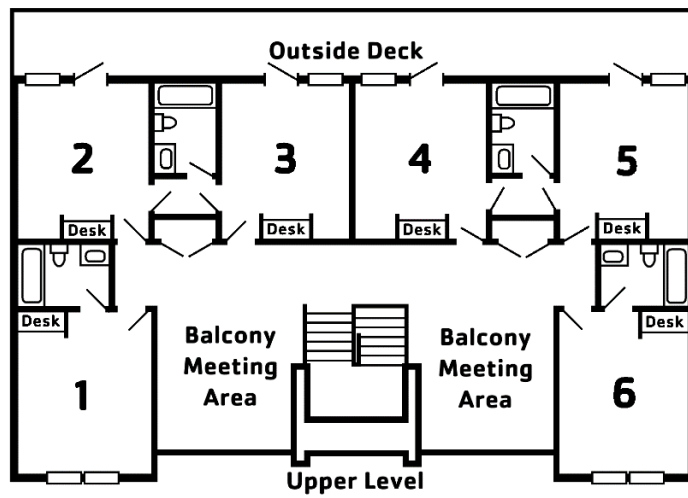 Outside Deck
2
3
4
5
Desk
Desk
Desk
Desk
Desk
Desk
Balcony
Meeting
Area
Balcony
Meeting
Area
1
6
Upper Level